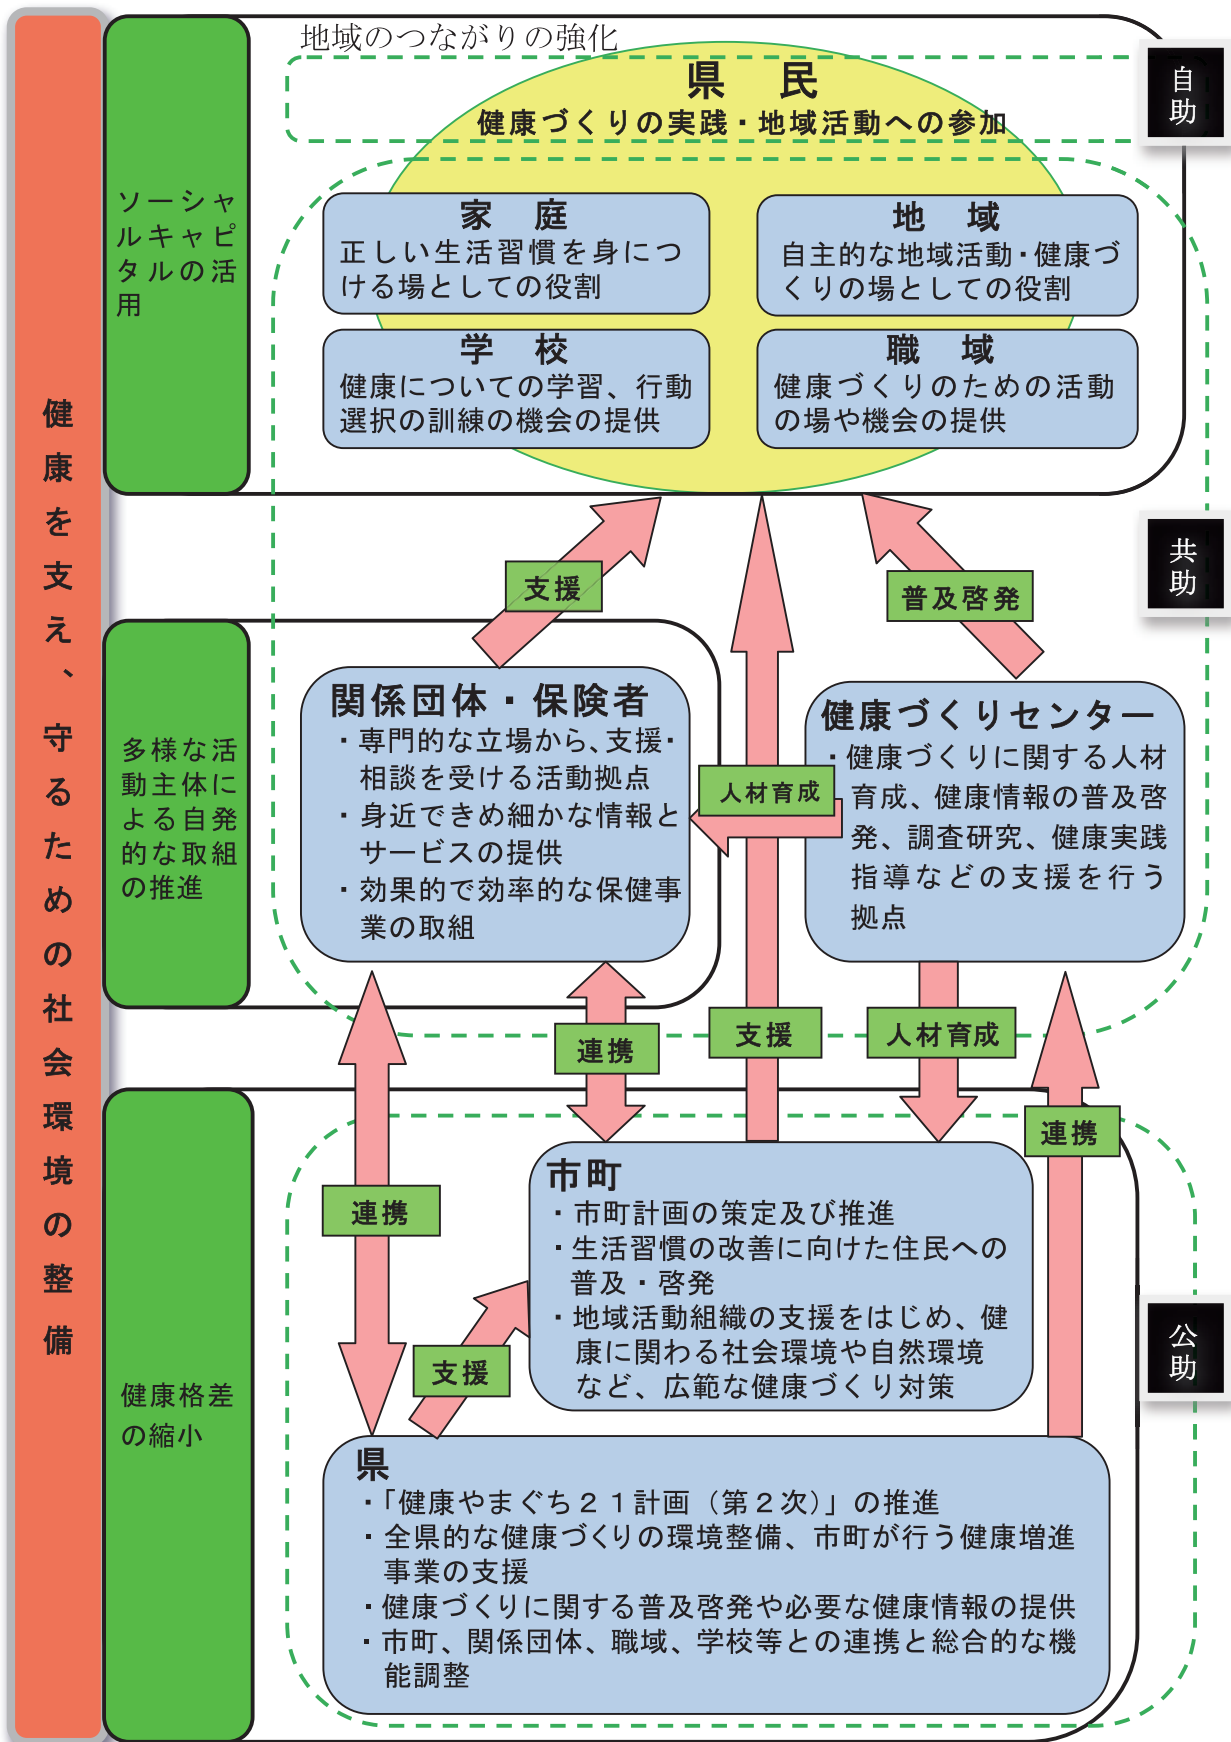 健康を支え、守るための社会環境の整備
地域のつながりの強化
県　民
健康づくりの実践・地域活動への参加
自助
ソーシャ
ルキャピ
タルの活
用
家　庭
正しい生活習慣を身につ
ける場としての役割
地　域
自主的な地域活動・健康づ
くりの場としての役割
学　校
健康についての学習、行動
選択の訓練の機会の提供
職　域
健康づくりのための活動
の場や機会の提供
共助
支援
普及啓発
多様な活
動主体に
よる自発
的な取組
の推進
関係団体・保険者
・専門的な立場から、支援・
相談を受ける活動拠点
・身近できめ細かな情報と
サービスの提供
・効果的で効率的な保健事
業の取組
人材育成
健康づくりセンター
・健康づくりに関する人材
育成、健康情報の普及啓
発、調査研究、健康実践
指導などの支援を行う
拠点
連携
支援
人材育成
連携
連携
支援
健康格差
の縮小
市町
・市町計画の策定及び推進
・生活習慣の改善に向けた住民への
普及・啓発
・地域活動組織の支援をはじめ、健
康に関わる社会環境や自然環境
など、広範な健康づくり対策
公助
県
・「健康やまぐち２１計画（第２次）」の推進
・全県的な健康づくりの環境整備、市町が行う健康増進
事業の支援
・健康づくりに関する普及啓発や必要な健康情報の提供
・市町、関係団体、職域、学校等との連携と総合的な機
能調整